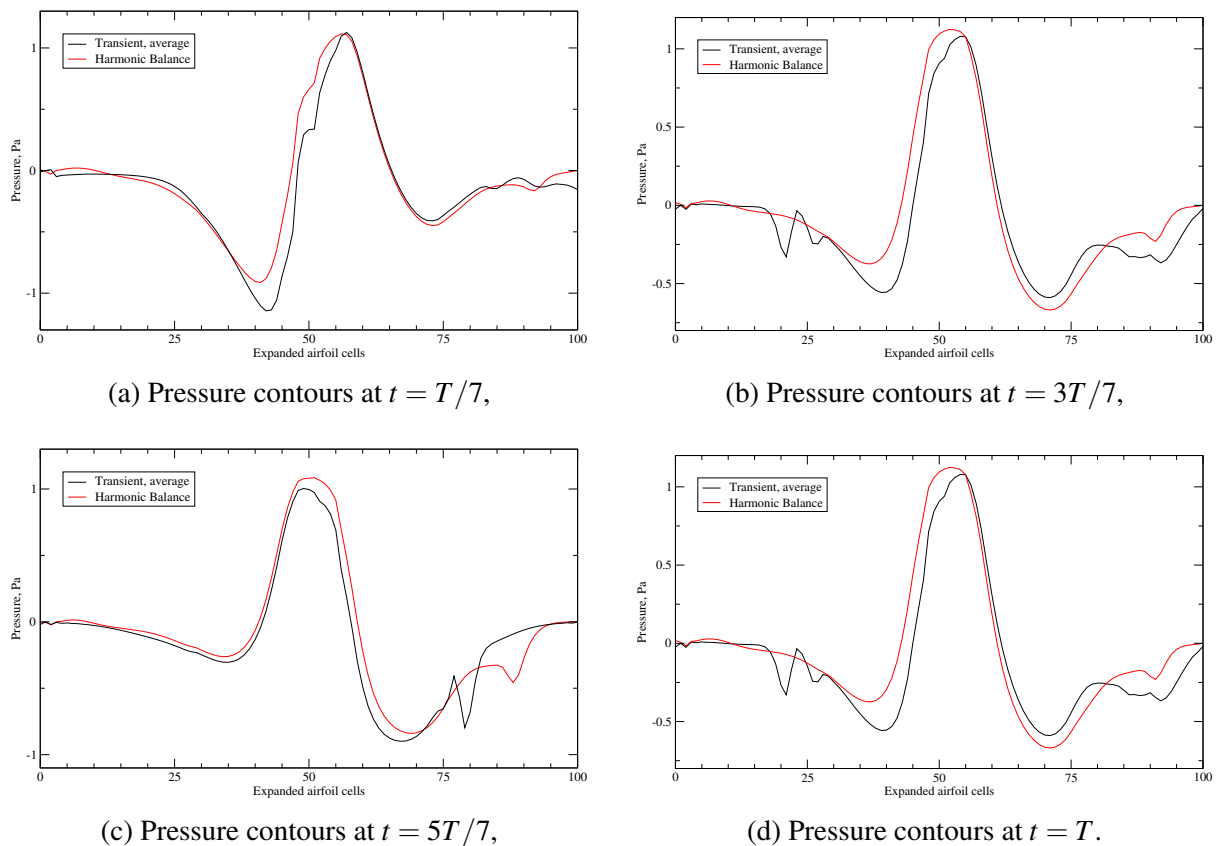 Transient, average
Harmonic Balance
Pressure, Pa
1
0
-1
0 25 50 75 100
Expanded airfoil cells
(a) Pressure contours at t = T/7,
Transient, average
Harmonic Balance
Pressure, Pa
1
0.5
0
-0.5
0 25 50 75 100
Expanded airfoil cells
(b) Pressure contours at t = 3T/7,
Transient, average
Harmonic Balance
Pressure, Pa
1
0
-1
0 25 50 75 100
Expanded airfoil cells
(c) Pressure contours at t = 5T/7,
Transient, average
Harmonic Balance
Pressure, Pa
1
0.5
0
-0.5
0 25 50 75 100
Expanded airfoil cells
(d) Pressure contours at t = T.